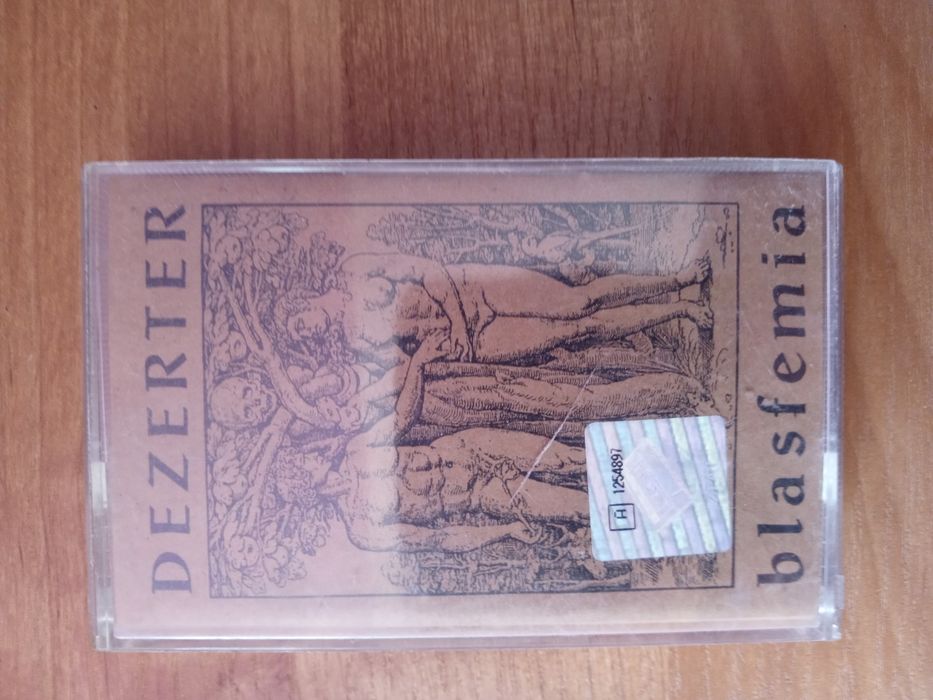 DEZERTER
blasfemia
A 1254897